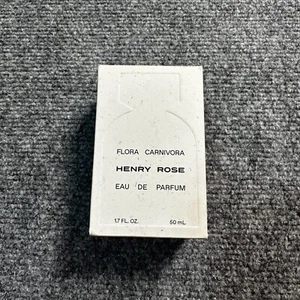 FLORA CARNIVORA
HENRY ROSE
EAU DE PARFUM
1.7 FL. OZ. 50 mL